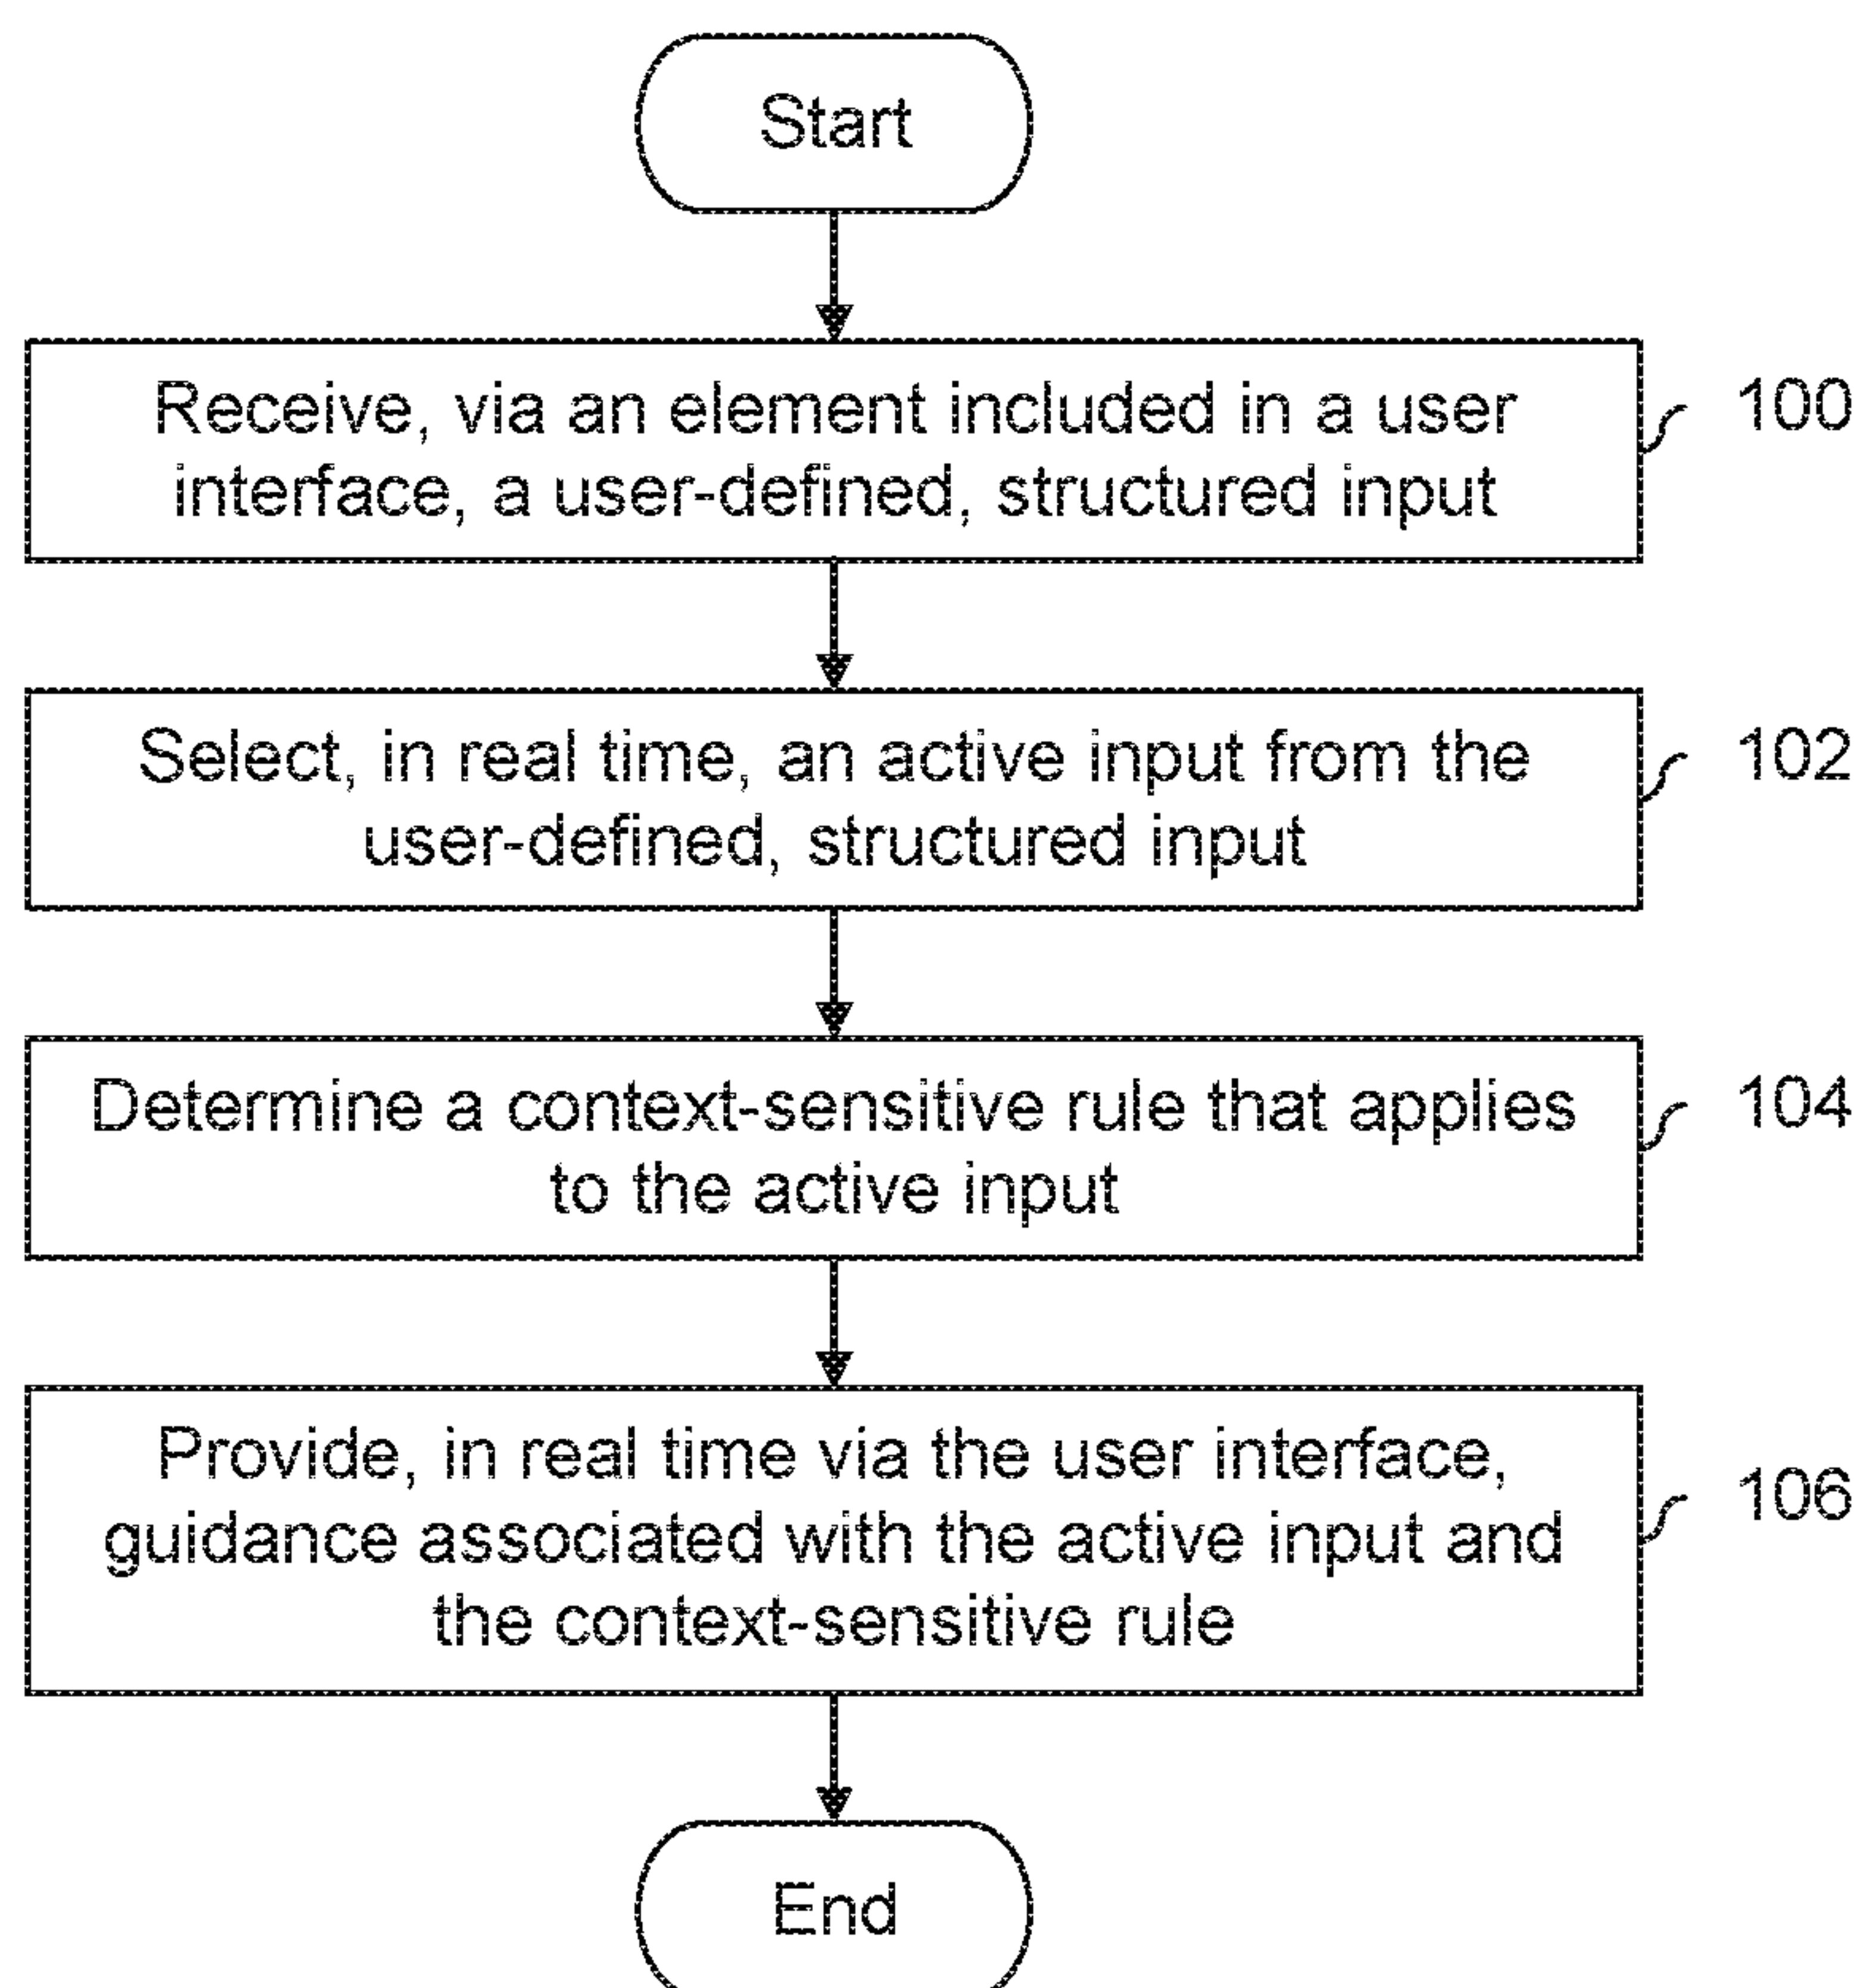 Start
Receive, via an element included in a user
interface, a user-defined, structured input
100
Select, in real time, an active input from the
user-defined, structured input
102
Determine a context-sensitive rule that applies
to the active input
104
Provide, in real time via the user interface,
guidance associated with the active input and
the context-sensitive rule
106
End